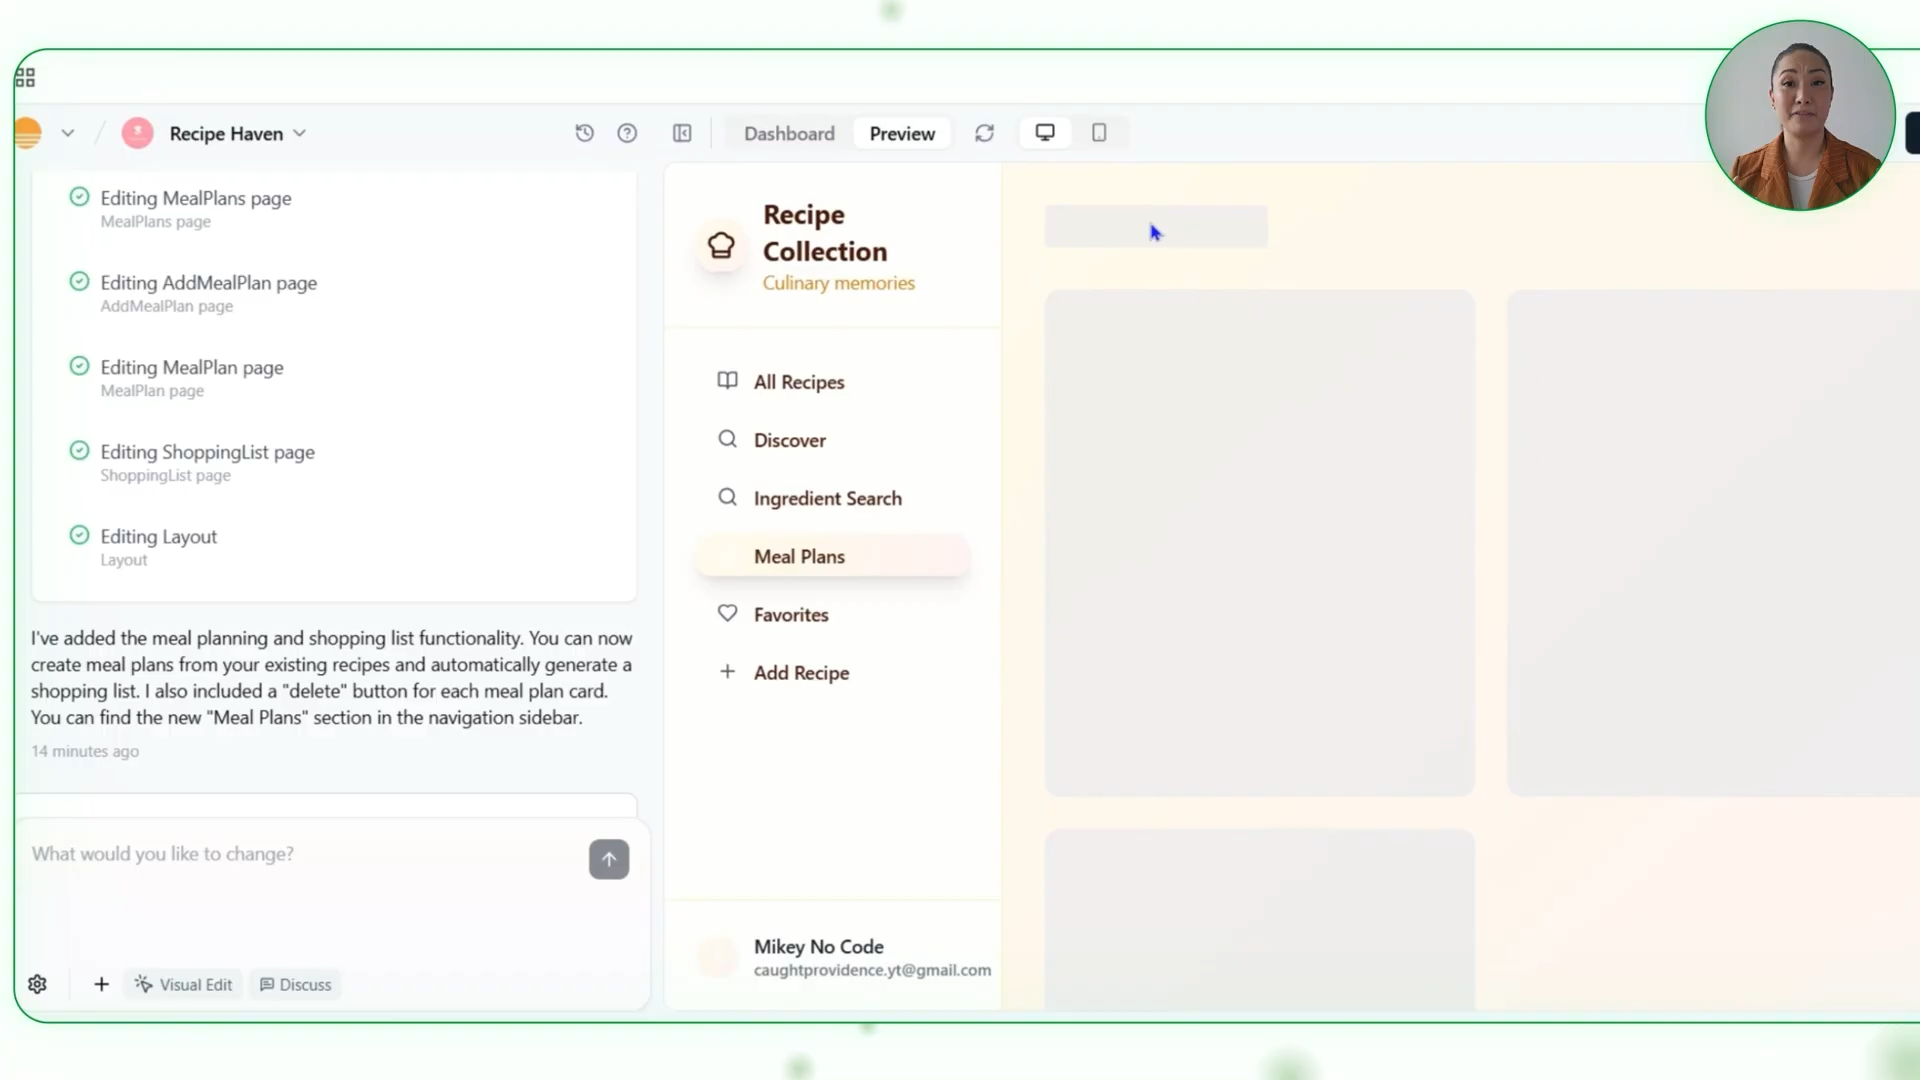 Recipe Haven
Dashboard
Preview
Editing MealPlans page
MealPlans page
Editing AddMealPlan page
AddMealPlan page
Editing MealPlan page
MealPlan page
Editing ShoppingList page
ShoppingList page
Editing Layout
Layout
I've added the meal planning and shopping list functionality. You can now
create meal plans from your existing recipes and automatically generate a
shopping list. I also included a "delete" button for each meal plan card.
You can find the new "Meal Plans" section in the navigation sidebar.
14 minutes ago
What would you like to change?
Visual Edit
Discuss
Recipe
Collection
Culinary memories
All Recipes
Discover
Ingredient Search
Meal Plans
Favorites
Add Recipe
Mikey No Code
caughtprovidence.yt@gmail.com